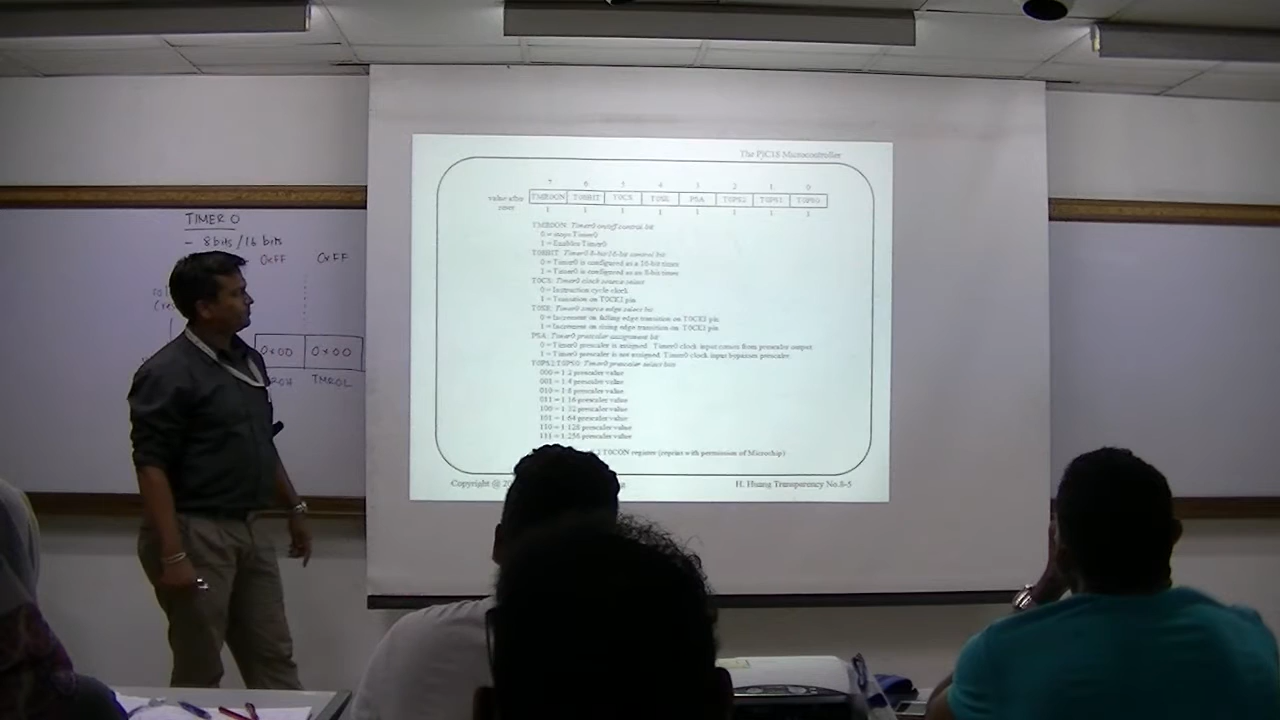 TIMER 0
- 8 bits / 16 bits
0xFF 0xFF
0x00 0x00
TMR0L
The PIC18 Microcontroller
7 6 5 4 3 2 1 0
value after
reset
TMR0ON T08BIT T0CS T0SE PSA T0PS2 T0PS1 T0PS0
1 1 1 1 1 1 1 1
TMR0ON: Timer0 on/off control bit
0 = stops Timer0
1 = Enables Timer0
T08BIT: Timer0 8-bit/16-bit control bit
0 = Timer0 is configured as a 16-bit timer
1 = Timer0 is configured as an 8-bit timer
T0CS: Timer0 clock source select
0 = Instruction cycle clock
1 = Transition on T0CKI pin
T0SE: Timer0 source edge select bit
0 = Increment on falling edge transition on T0CKI pin
1 = Increment on rising edge transition on T0CKI pin
PSA: Timer0 prescaler assignment bit
0 = Timer0 prescaler is assigned. Timer0 clock input comes from prescaler output
1 = Timer0 prescaler is not assigned. Timer0 clock input bypasses prescaler.
T0PS2:T0PS0: Timer0 prescaler select bits
000 = 1:2 prescaler value
001 = 1:4 prescaler value
010 = 1:8 prescaler value
011 = 1:16 prescaler value
100 = 1:32 prescaler value
101 = 1:64 prescaler value
110 = 1:128 prescaler value
111 = 1:256 prescaler value
T0CON register (reprint with permission of Microchip)
Copyright @ H. Huang Transparency No.8-5